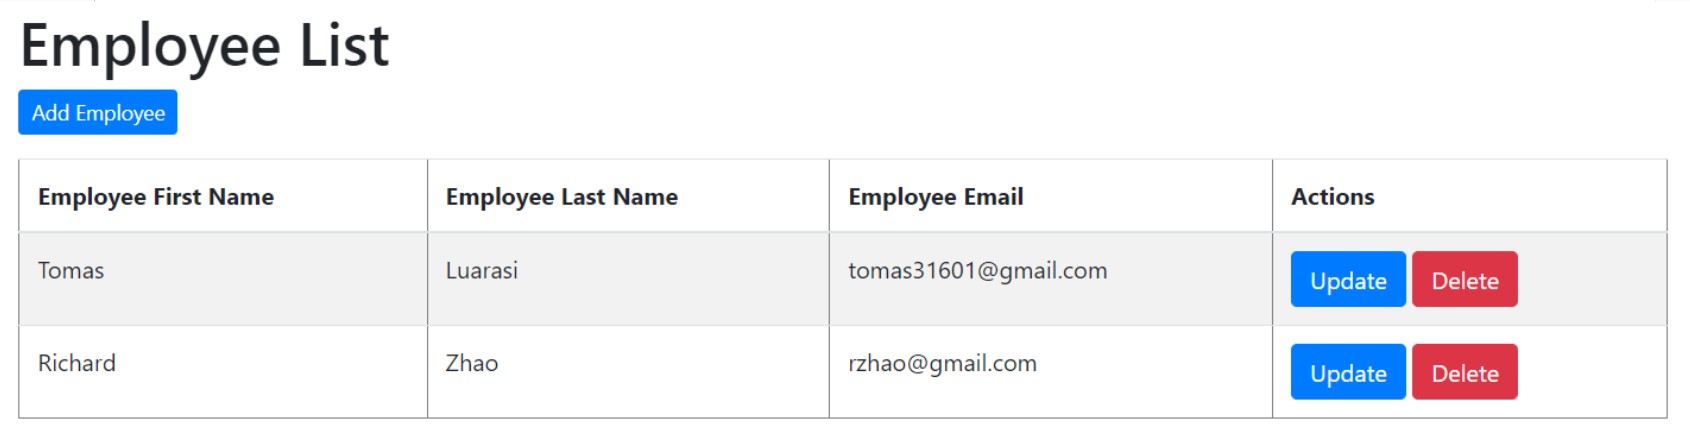 Employee List
Add Employee
Employee First Name Employee Last Name Employee Email Actions
Tomas Luarasi tomas31601@gmail.com Update Delete
Richard Zhao rzhao@gmail.com Update Delete